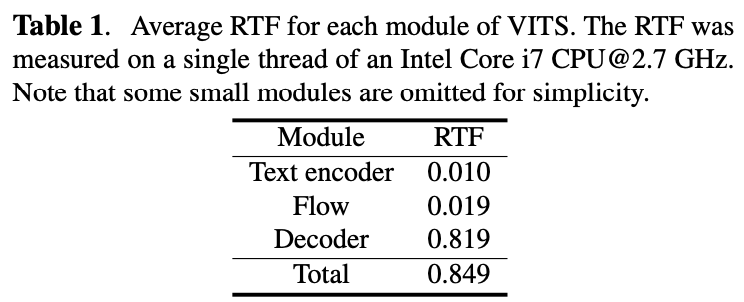 Table 1. Average RTF for each module of VITS. The RTF was
measured on a single thread of an Intel Core i7 CPU@2.7 GHz.
Note that some small modules are omitted for simplicity.
Module RTF
Text encoder 0.010
Flow 0.019
Decoder 0.819
Total 0.849